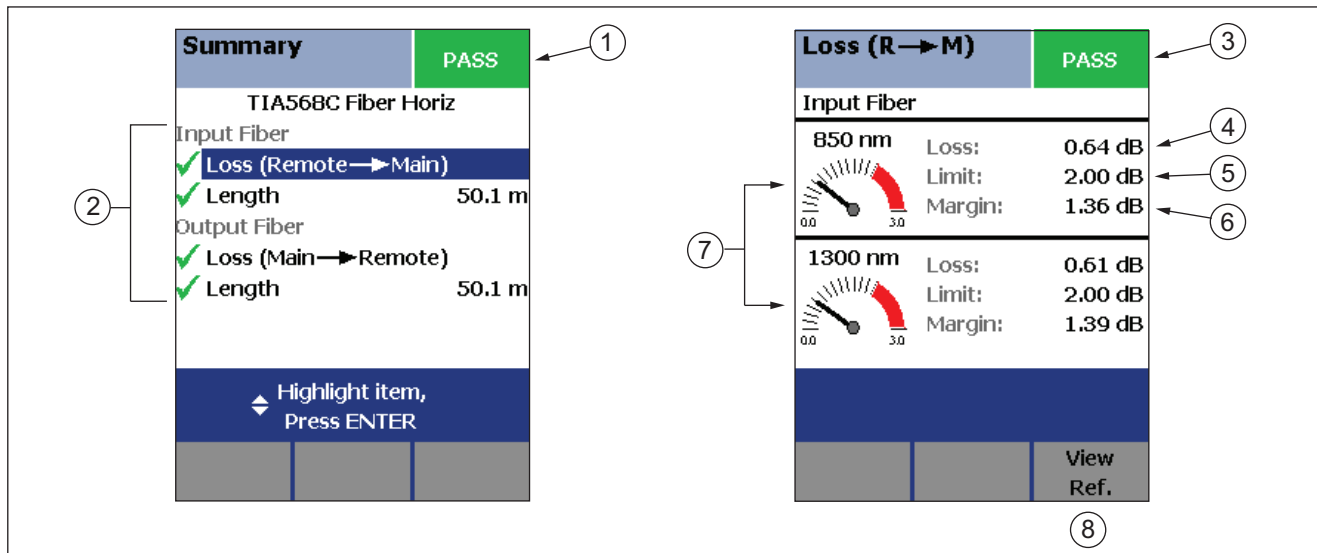 Summary
PASS
1
TIA568C Fiber Horiz
Input Fiber
Loss (Remote→Main)
Length 50.1 m
2
Output Fiber
Loss (Main→Remote)
Length 50.1 m
Highlight item,
Press ENTER
Loss (R→M)
PASS
3
Input Fiber
850 nm
Loss: 0.64 dB
4
Limit: 2.00 dB
5
Margin: 1.36 dB
6
0.0 3.0
7
1300 nm
Loss: 0.61 dB
Limit: 2.00 dB
Margin: 1.39 dB
0.0 3.0
View
Ref.
8